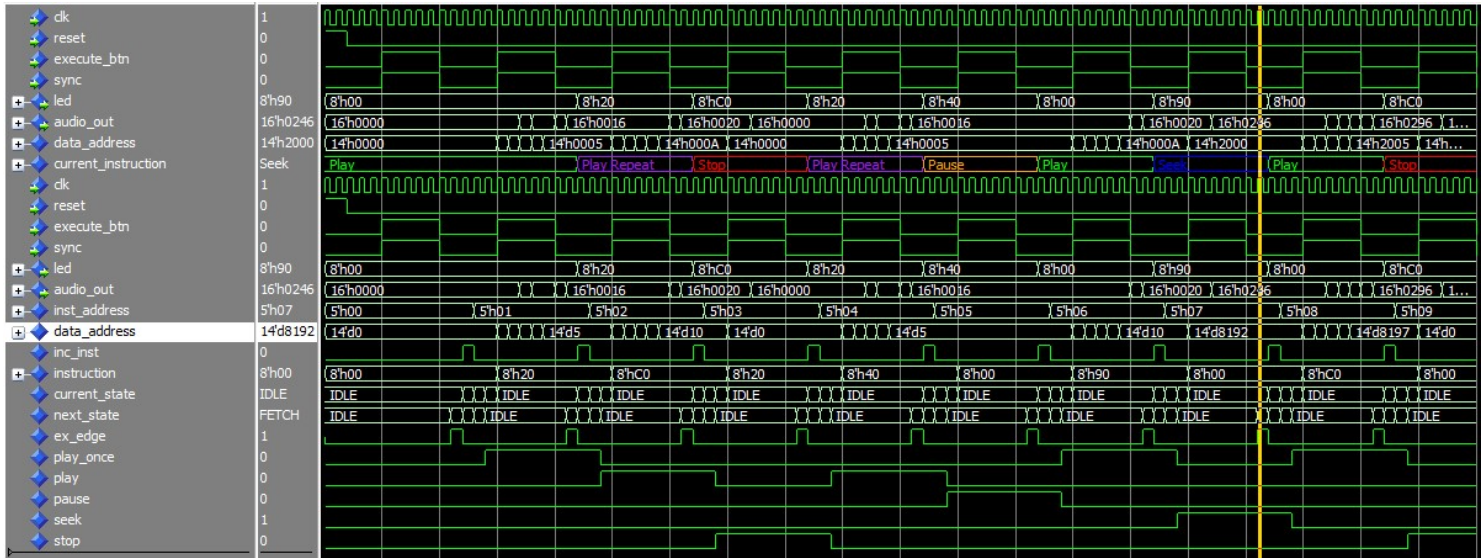 clk 1
reset 0
execute_btn 0
sync 0
led 8'h90 8'h00 8'h20 8'hC0 8'h20 8'h40 8'h00 8'h90 8'h00 8'hC0
audio_out 16'h0246 16'h0000 16'h0016 16'h0020 16'h0000 16'h0016 16'h0020 16'h0246 16'h0296 1...
data_address 14'h2000 14'h0000 14'h0005 14'h000A 14'h0000 14'h0005 14'h000A 14'h2000 14'h2005 14'h...
current_instruction Seek Play Play Repeat Stop Play Repeat Pause Play Seek Play Stop
clk 1
reset 0
execute_btn 0
sync 0
led 8'h90 8'h00 8'h20 8'hC0 8'h20 8'h40 8'h00 8'h90 8'h00 8'hC0
audio_out 16'h0246 16'h0000 16'h0016 16'h0020 16'h0000 16'h0016 16'h0020 16'h0246 16'h0296 1...
inst_address 5'h07 5'h00 5'h01 5'h02 5'h03 5'h04 5'h05 5'h06 5'h07 5'h08 5'h09
data_address 14'd8192 14'd0 14'd5 14'd10 14'd0 14'd5 14'd10 14'd8192 14'd8197 14'd0
inc_inst 0
instruction 8'h00 8'h00 8'h20 8'hC0 8'h20 8'h40 8'h00 8'h90 8'h00 8'hC0 8'h00
current_state IDLE IDLE IDLE IDLE IDLE IDLE IDLE IDLE IDLE IDLE IDLE
next_state FETCH IDLE IDLE IDLE IDLE IDLE IDLE IDLE IDLE IDLE IDLE
ex_edge 1
play_once 0
play 0
pause 0
seek 1
stop 0